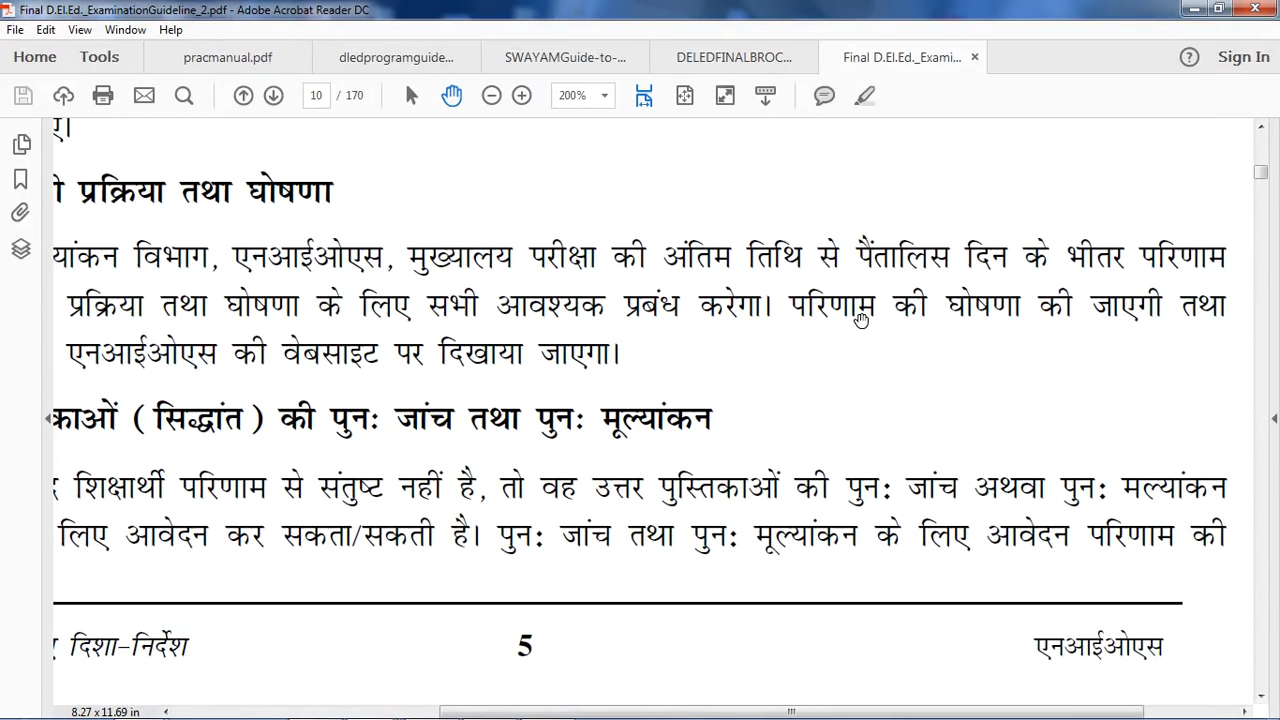 Final D.El.Ed._ExaminationGuideline_2.pdf - Adobe Acrobat Reader DC
File Edit View Window Help
Home Tools pracmanual.pdf dledprogramguide... SWAYAMGuide-to-... DELEDFINALBROC... Final D.El.Ed._Exami... × Sign In
10 / 170 200%
प्रक्रिया तथा घोषणा
विभाग, एनआईओएस, मुख्यालय परीक्षा की अंतिम तिथि से पैंतालिस दिन के भीतर परिणाम
प्रक्रिया तथा घोषणा के लिए सभी आवश्यक प्रबंध करेगा। परिणाम की घोषणा की जाएगी तथा
एनआईओएस की वेबसाइट पर दिखाया जाएगा।
(सिद्धांत) की पुनः जांच तथा पुनः मूल्यांकन
शिक्षार्थी परिणाम से संतुष्ट नहीं है, तो वह उत्तर पुस्तिकाओं की पुन: जांच अथवा पुन: मल्यांकन
लिए आवेदन कर सकता/सकती है। पुन: जांच तथा पुन: मूल्यांकन के लिए आवेदन परिणाम की
दिशा-निर्देश 5 एनआईओएस
8.27 x 11.69 in